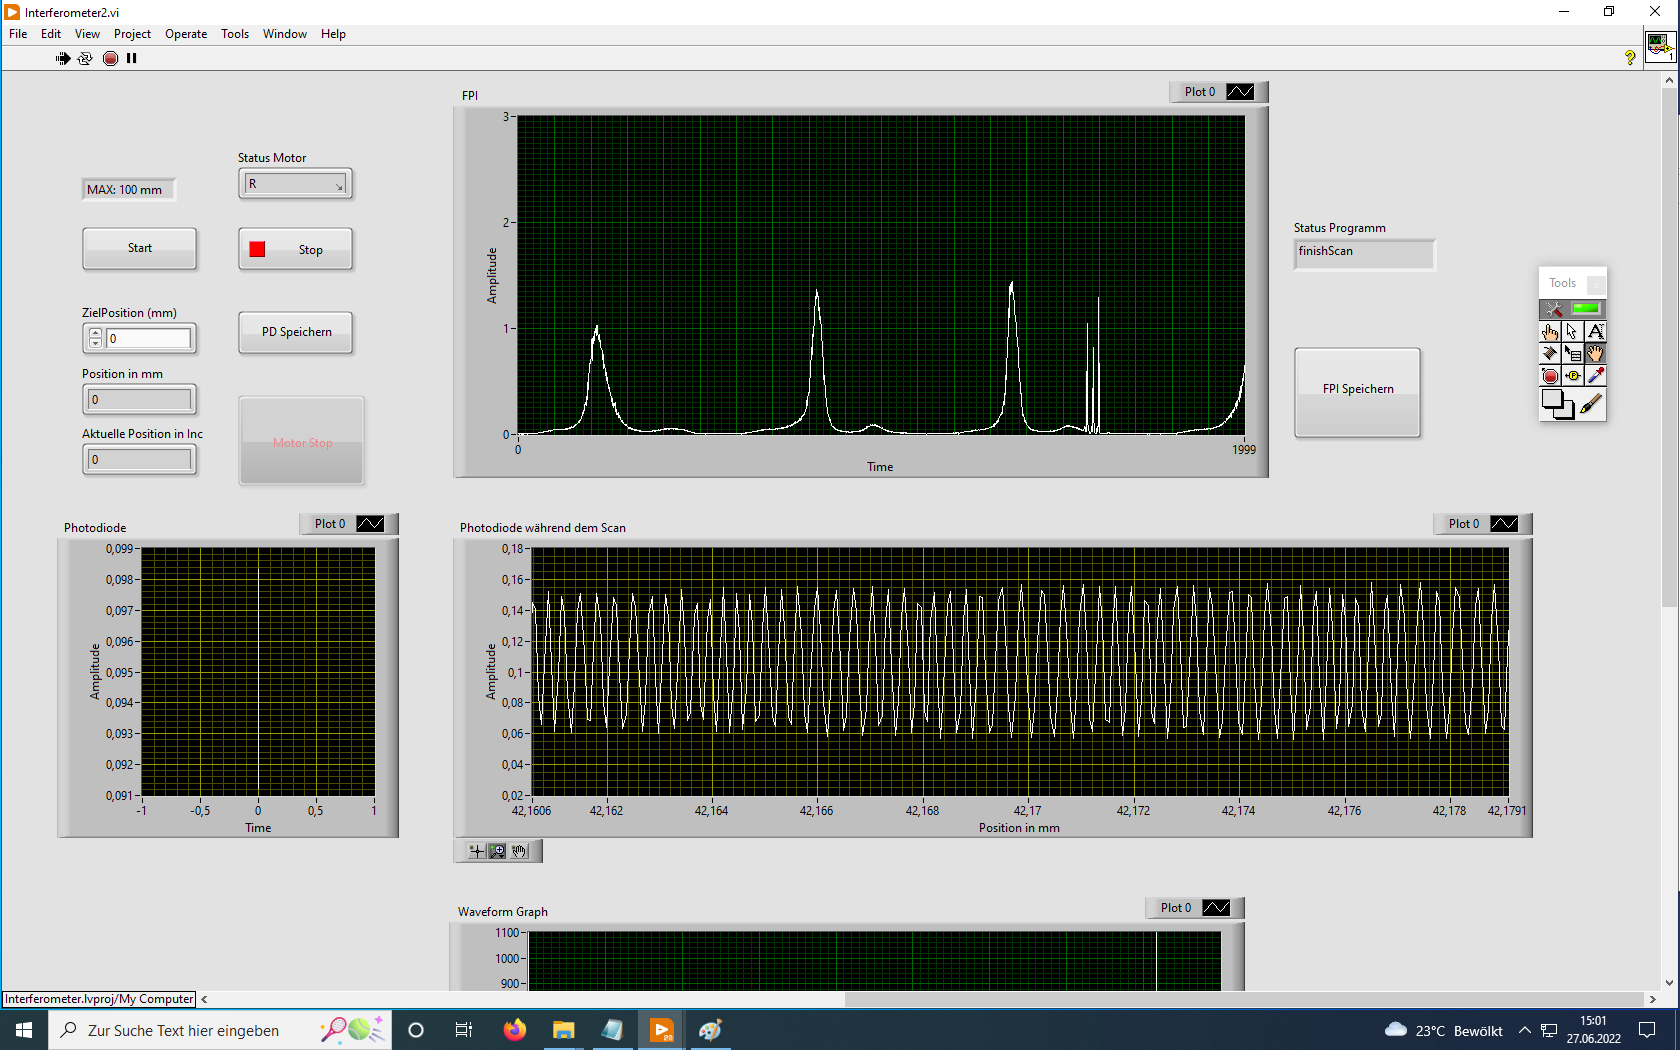 Interferometer2.vi
File Edit View Project Operate Tools Window Help
1
FPI
Plot 0
3
2
1
0
Amplitude
0
1999
Time
Status Motor
R
MAX: 100 mm
Start
Stop
ZielPosition (mm)
0
PD Speichern
Position in mm
0
Aktuelle Position in Inc
0
Motor Stop
Status Programm
finishScan
FPI Speichern
Tools
Photodiode
Plot 0
0,099
0,098
0,097
0,096
0,095
0,094
0,093
0,092
0,091
Amplitude
-1 -0,5 0 0,5 1
Time
Photodiode während dem Scan
Plot 0
0,18
0,16
0,14
0,12
0,1
0,08
0,06
0,04
0,02
Amplitude
42,1606 42,162 42,164 42,166 42,168 42,17 42,172 42,174 42,176 42,178 42,1791
Position in mm
Waveform Graph
Plot 0
1100
1000
900
Interferometer.lvproj/My Computer
Zur Suche Text hier eingeben
23°C Bewölkt
15:01
27.06.2022